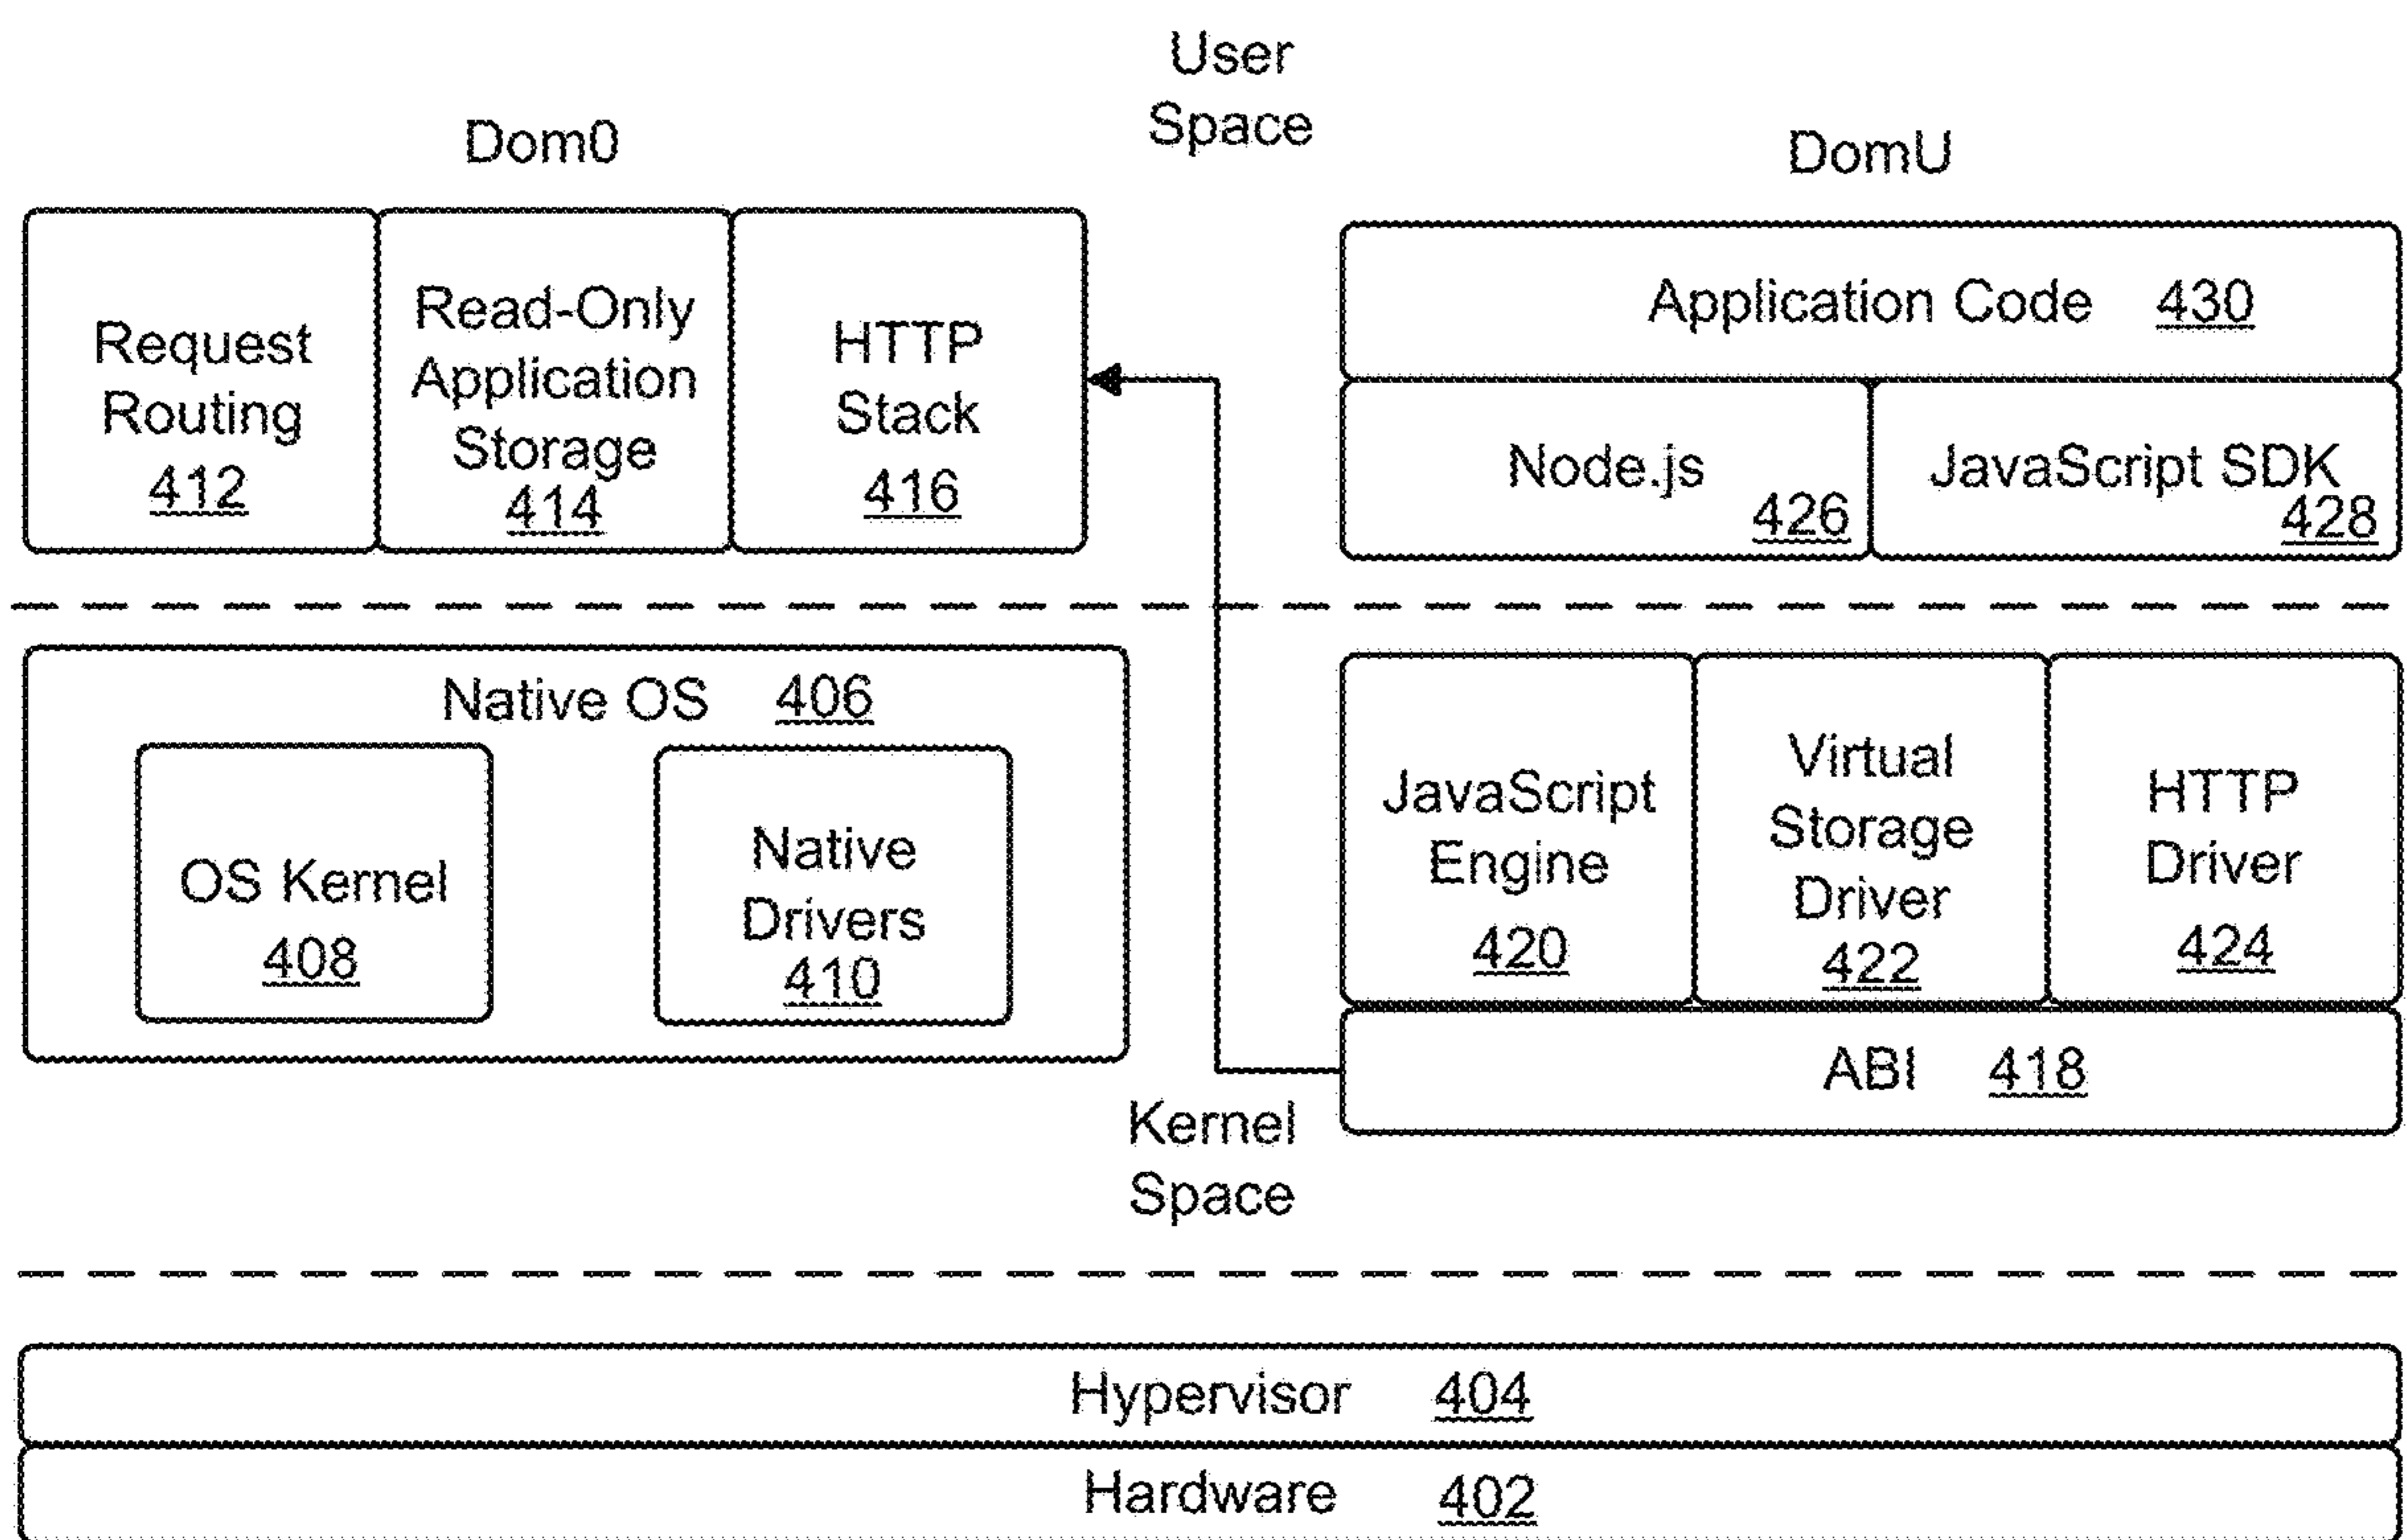 User
Space
Dom0
DomU
Request
Routing
412
Read-Only
Application
Storage
414
HTTP
Stack
416
Application Code 430
Node.js
426
JavaScript SDK
428
Native OS 406
OS Kernel
408
Native
Drivers
410
JavaScript
Engine
420
Virtual
Storage
Driver
422
HTTP
Driver
424
ABI 418
Kernel
Space
Hypervisor 404
Hardware 402